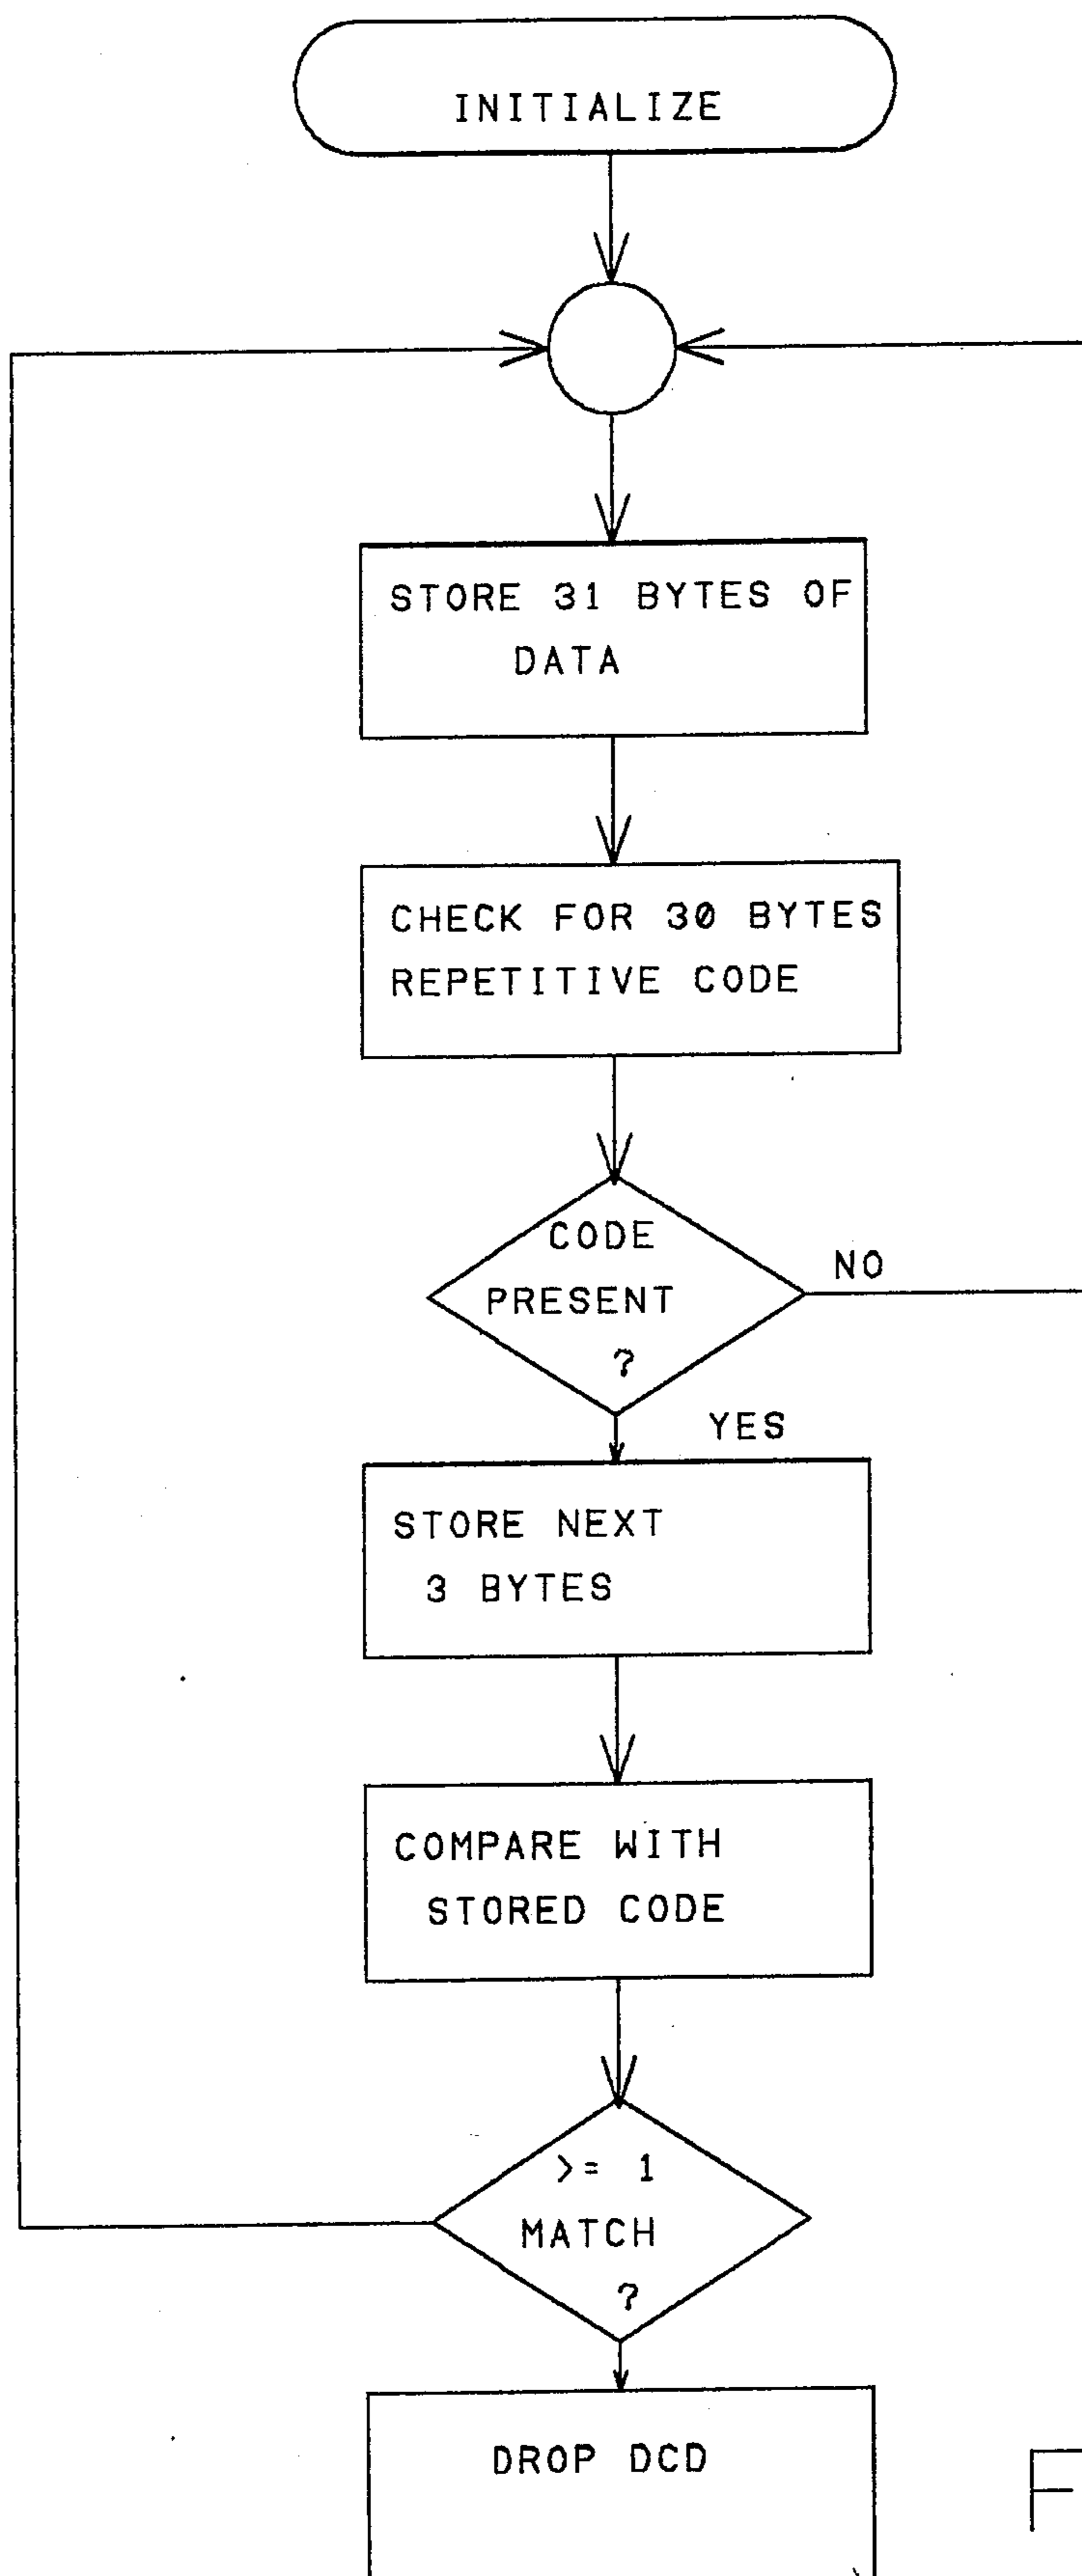 INITIALIZE
STORE 31 BYTES OF
DATA
CHECK FOR 30 BYTES
REPETITIVE CODE
CODE
PRESENT
?
NO
YES
STORE NEXT
3 BYTES
COMPARE WITH
STORED CODE
>= 1
MATCH
?
DROP DCD
F